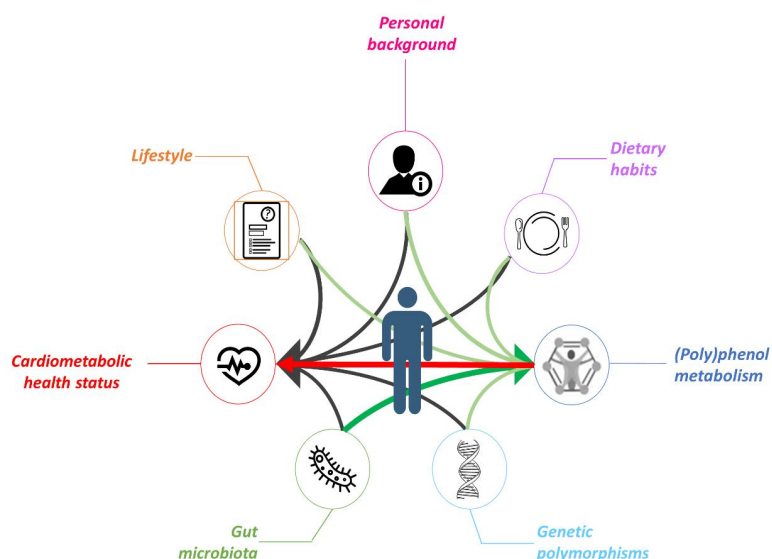 Personal
background
Lifestyle
Dietary
habits
Cardiometabolic
health status
(Poly)phenol
metabolism
Gut
microbiota
Genetic
polymorphisms